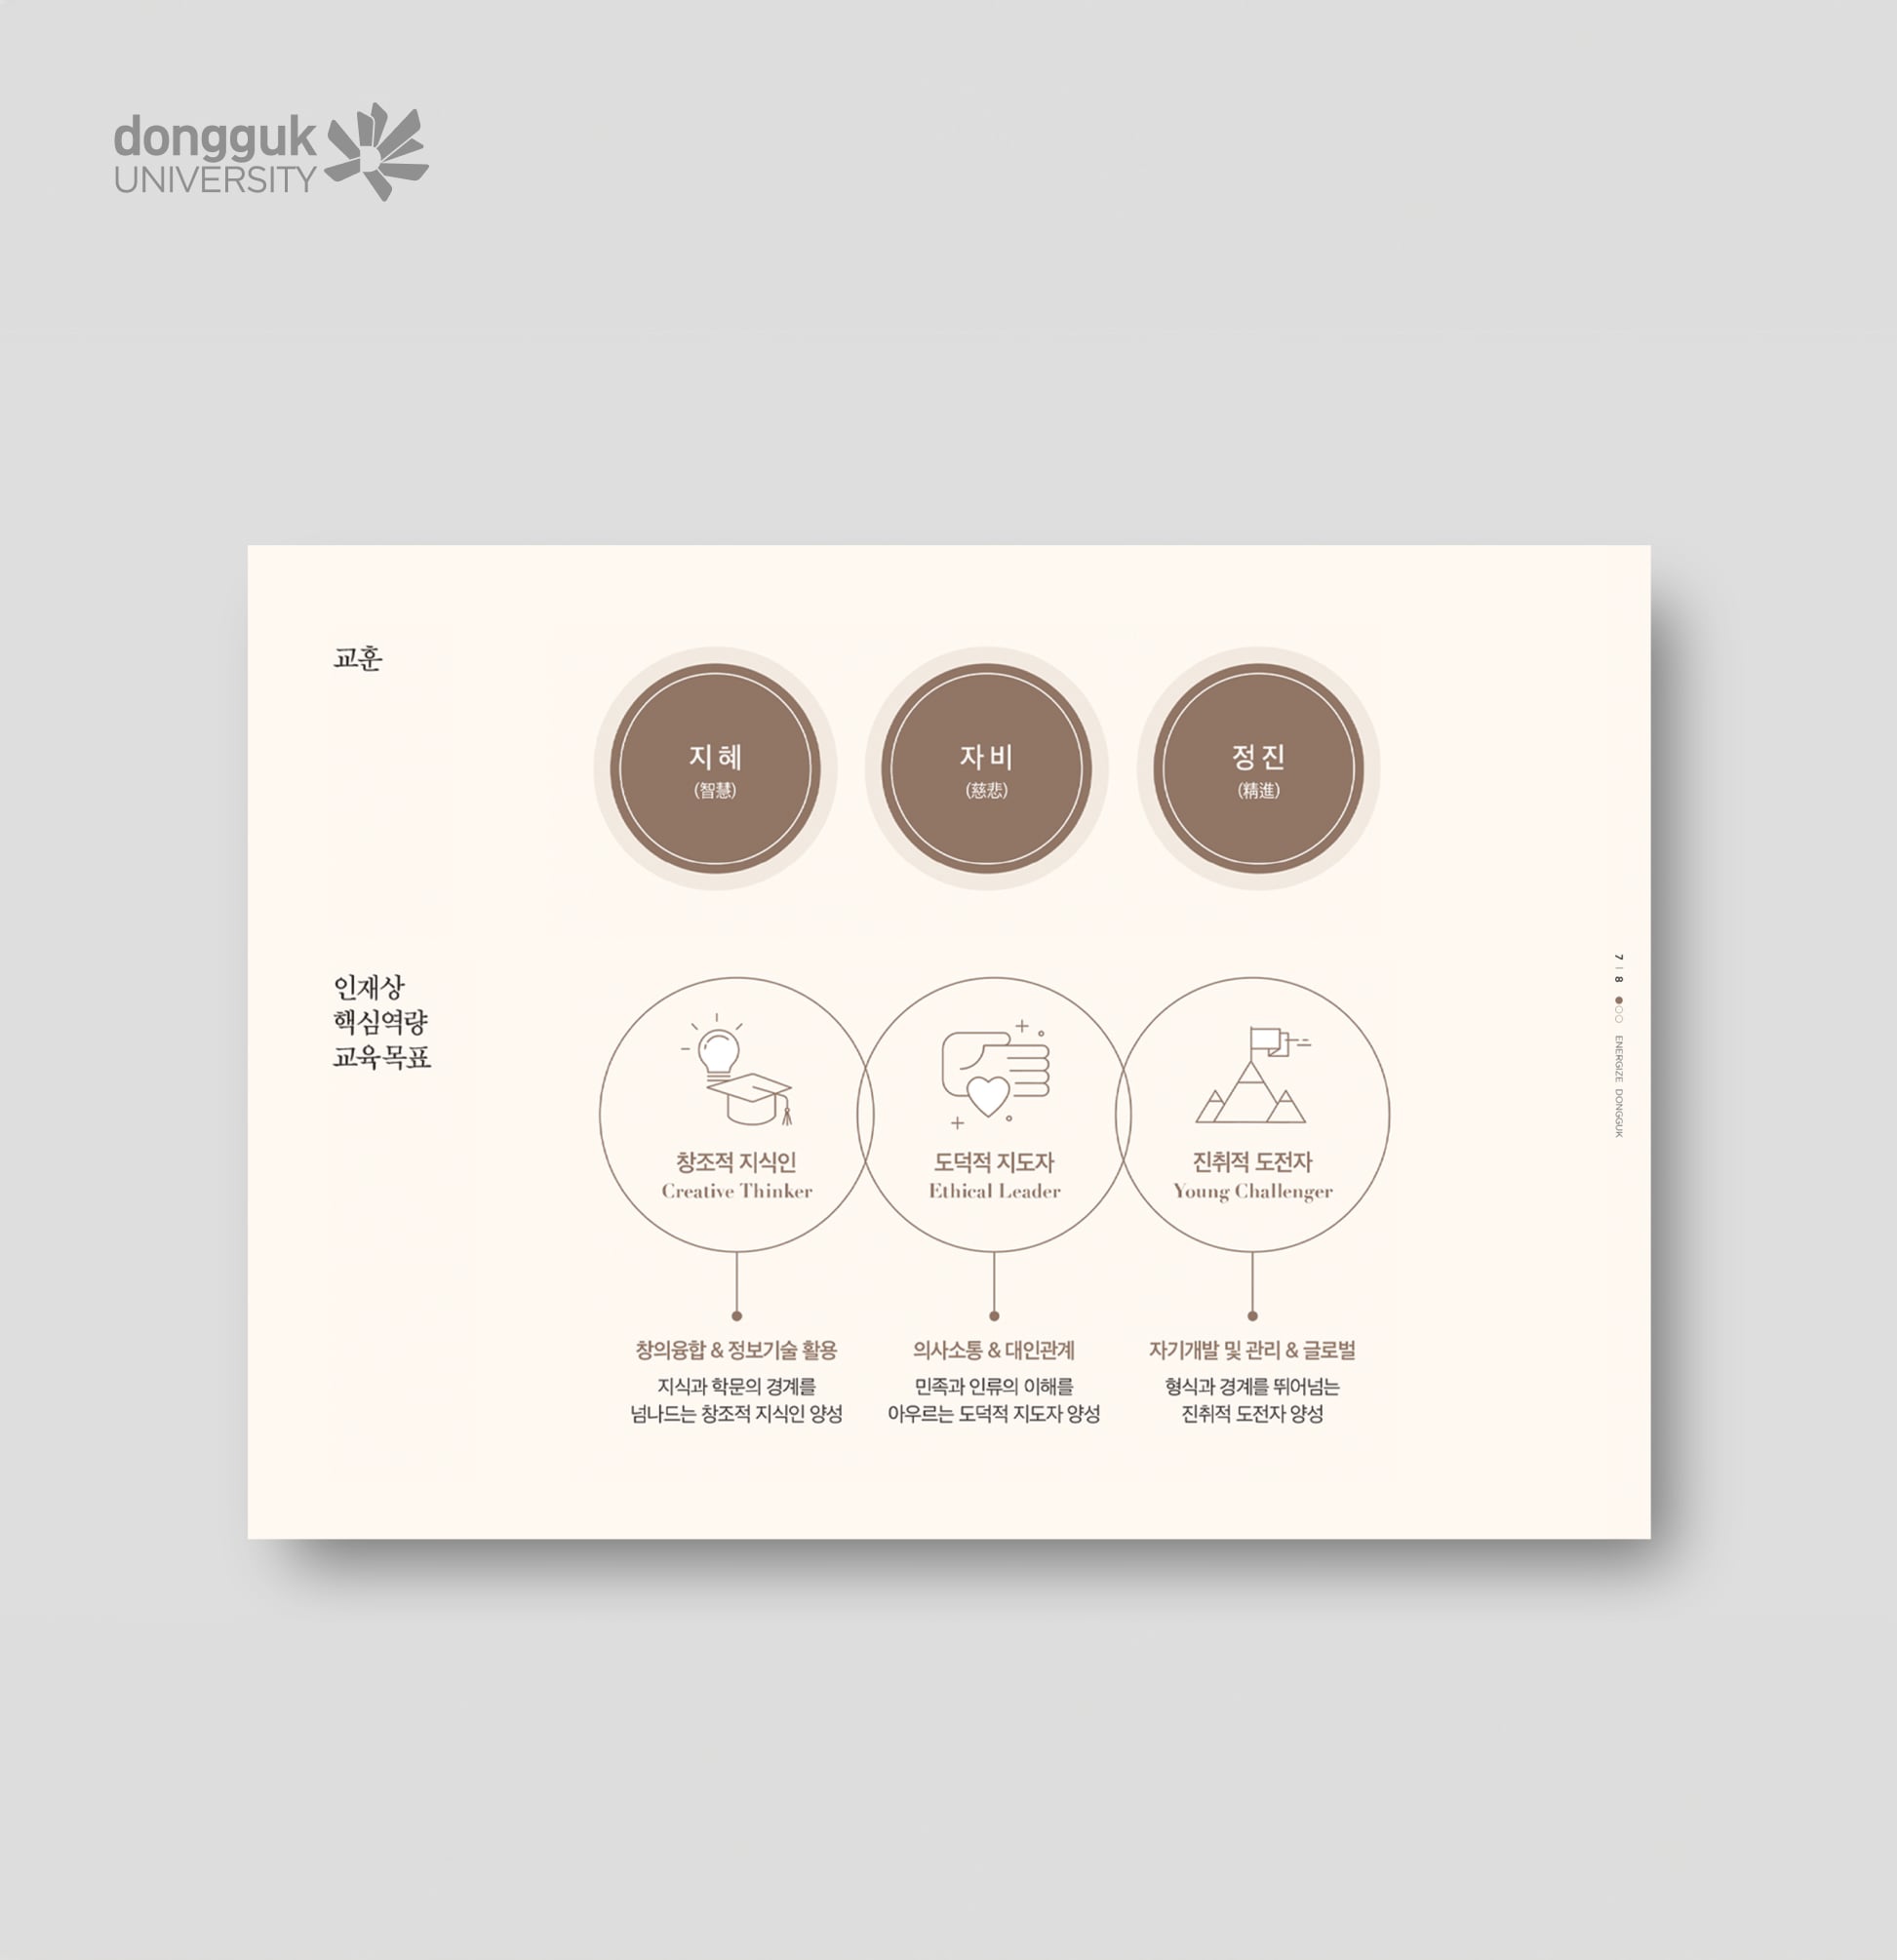 dongguk
UNIVERSITY
교훈
지혜
(智慧)
자비
(慈悲)
정진
(精進)
인재상
핵심역량
교육목표
창조적 지식인
Creative Thinker
도덕적 지도자
Ethical Leader
진취적 도전자
Young Challenger
창의융합 & 정보기술 활용
지식과 학문의 경계를
넘나드는 창조적 지식인 양성
의사소통 & 대인관계
민족과 인류의 이해를
아우르는 도덕적 지도자 양성
자기개발 및 관리 & 글로벌
형식과 경계를 뛰어넘는
진취적 도전자 양성
7 | 8 ●○○ ENERGIZE DONGGUK